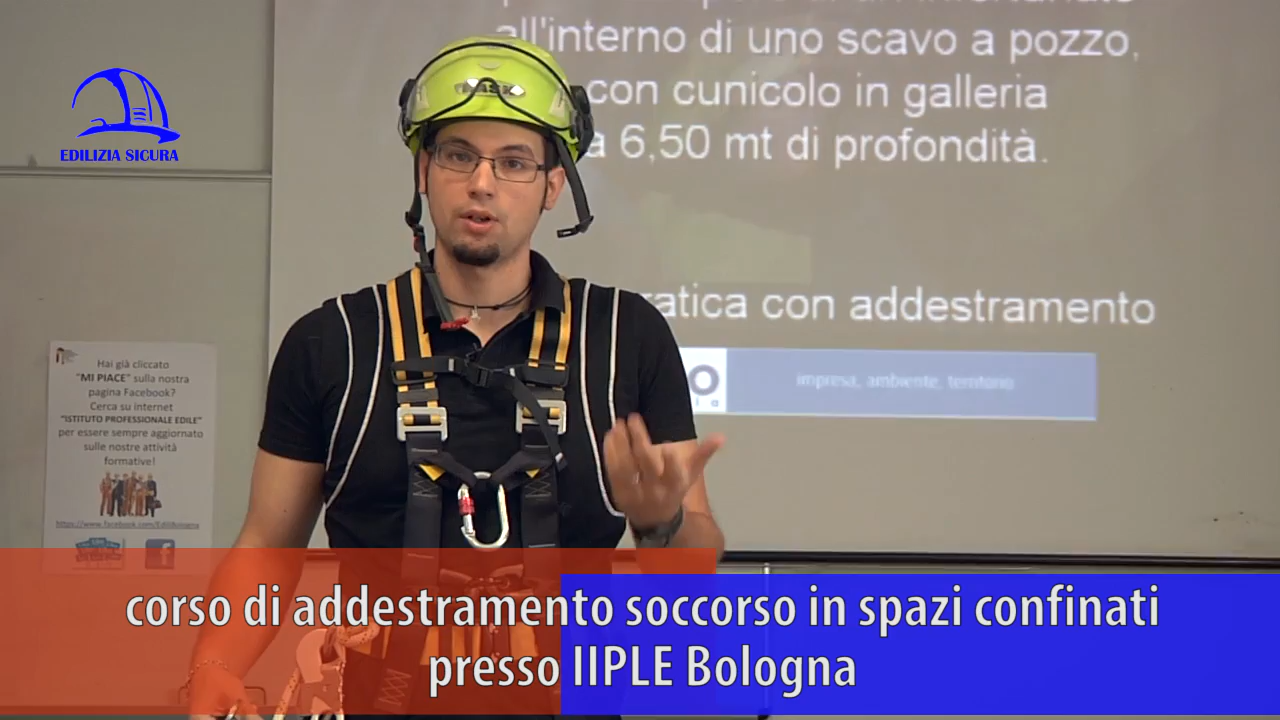 all'interno di uno scavo a pozzo,
con cunicolo in galleria
a 6,50 mt di profondità.
EDILIZIA SICURA
ratica con addestramento
impresa, ambiente, territorio
Hai già cliccato
"MI PIACE" sulla nostra
pagina Facebook?
Cerca su internet
"ISTITUTO PROFESSIONALE EDILE"
per essere sempre aggiornato
sulle nostre attività
formative!
corso di addestramento soccorso in spazi confinati
presso IIPLE Bologna